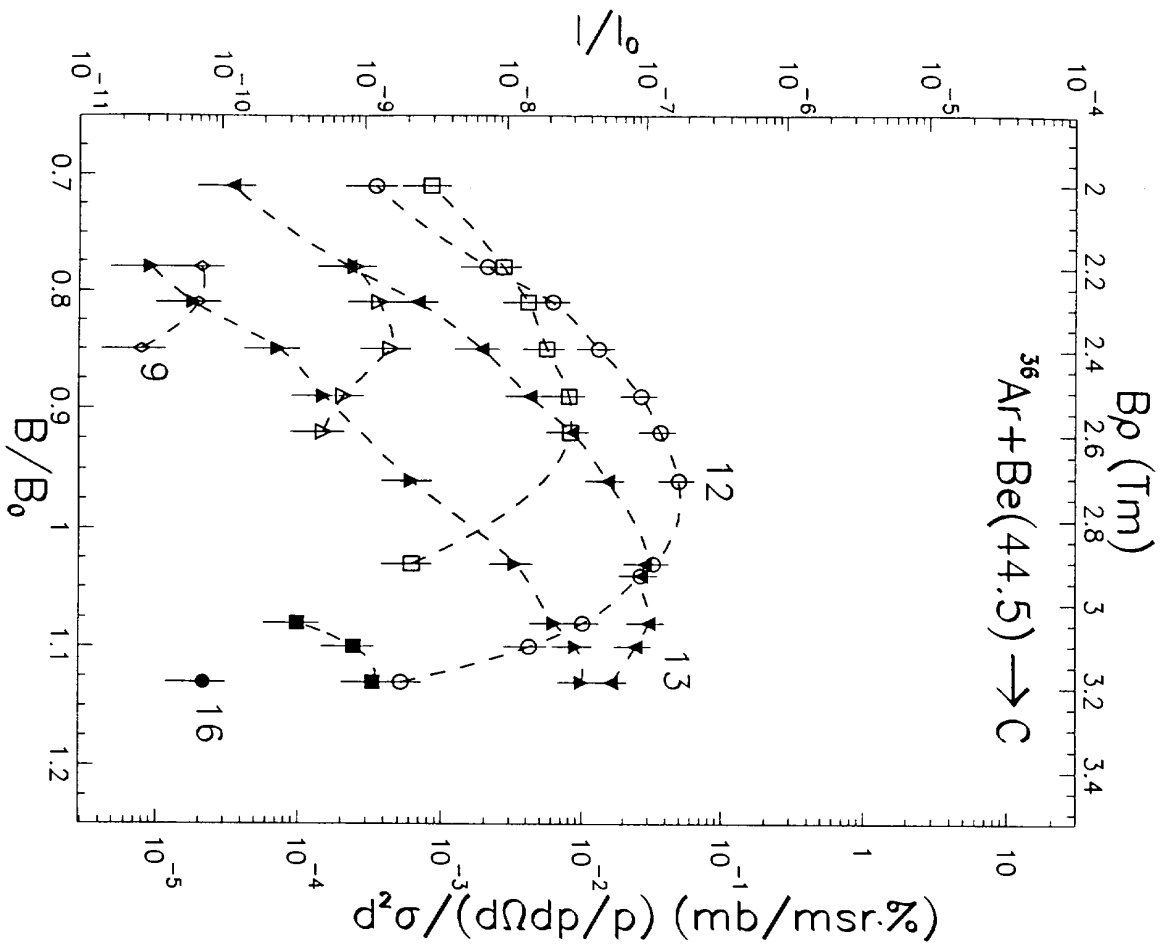 Bρ (Tm)
2 2.2 2.4 2.6 2.8 3 3.2 3.4
³⁶Ar+Be(44.5) → C
I/I₀
10⁻⁴
10⁻⁵
10⁻⁶
10⁻⁷
10⁻⁸
10⁻⁹
10⁻¹⁰
10⁻¹¹
12
13
9
16
d²σ/(dΩdp/p) (mb/msr·%)
10
1
10⁻¹
10⁻²
10⁻³
10⁻⁴
10⁻⁵
0.7 0.8 0.9 1 1.1 1.2
B/B₀